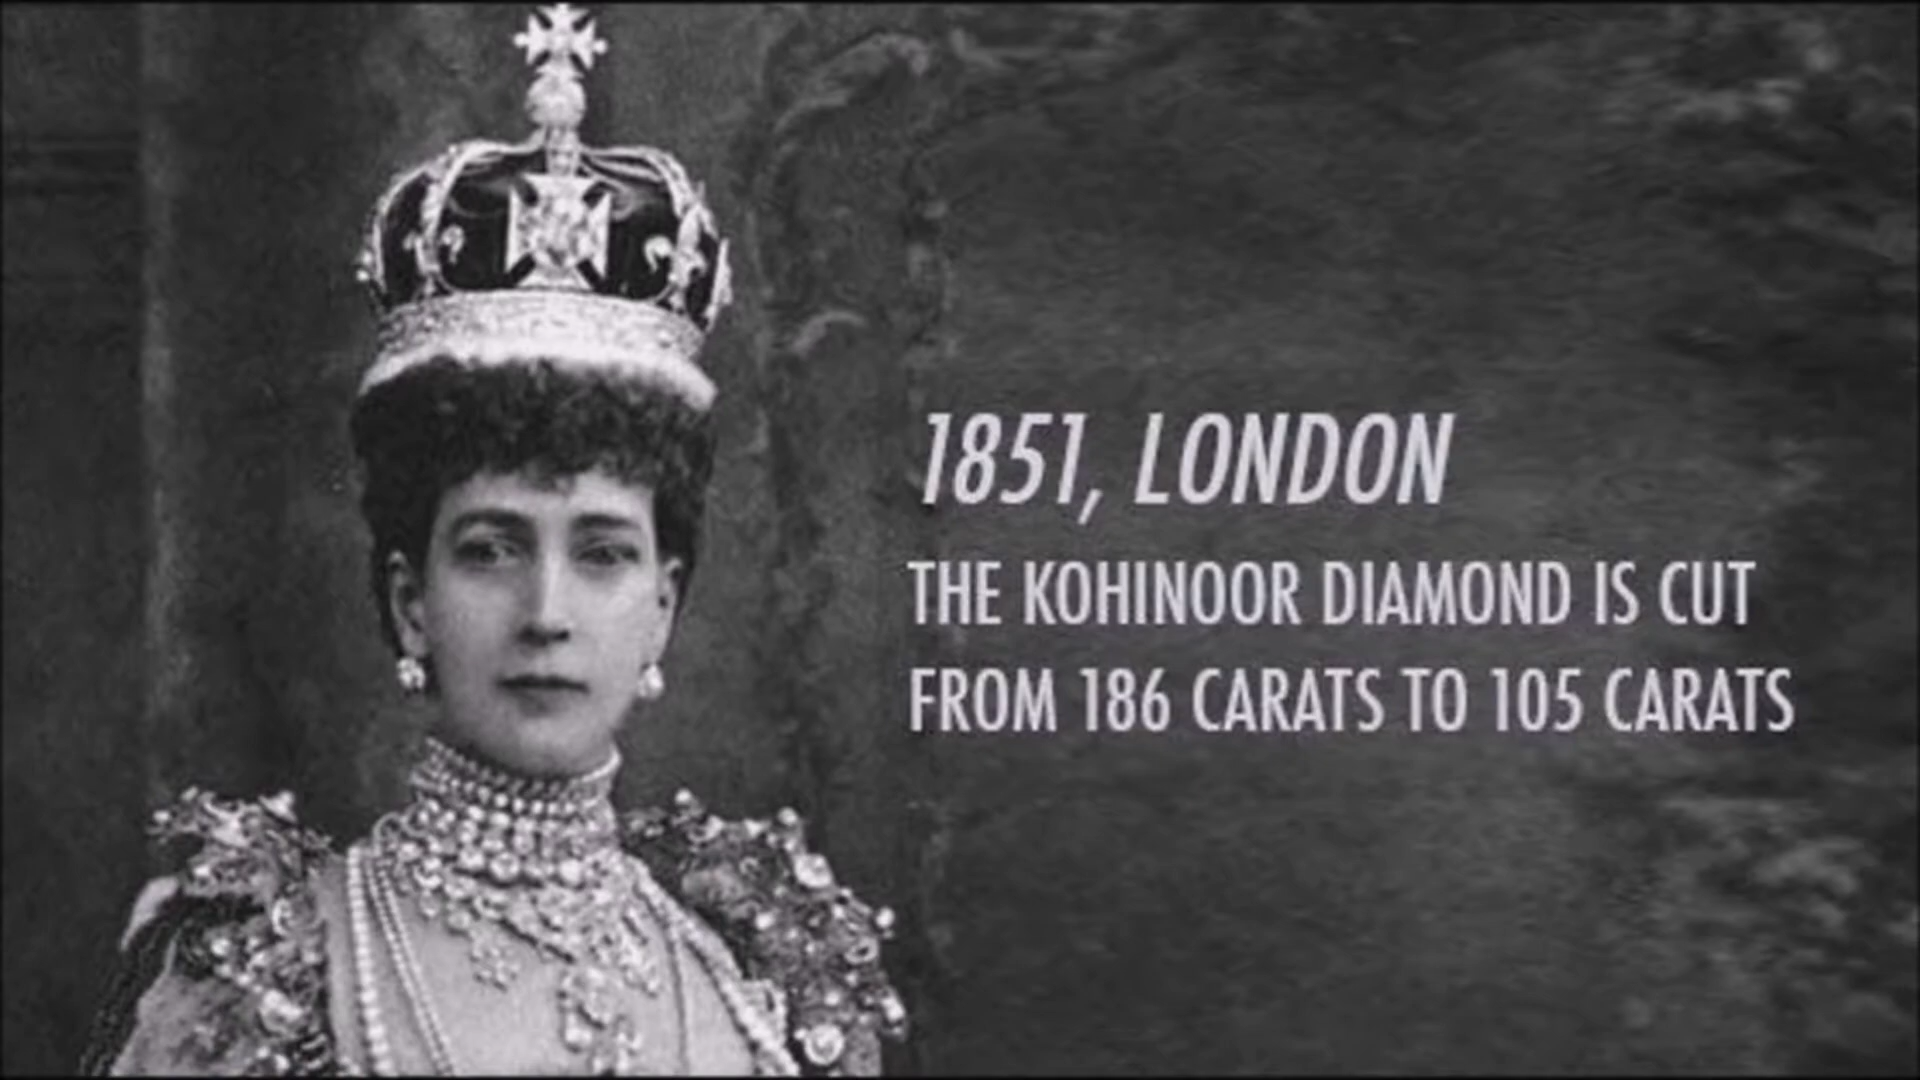 1851, LONDON
THE KOHINOOR DIAMOND IS CUT
FROM 186 CARATS TO 105 CARATS